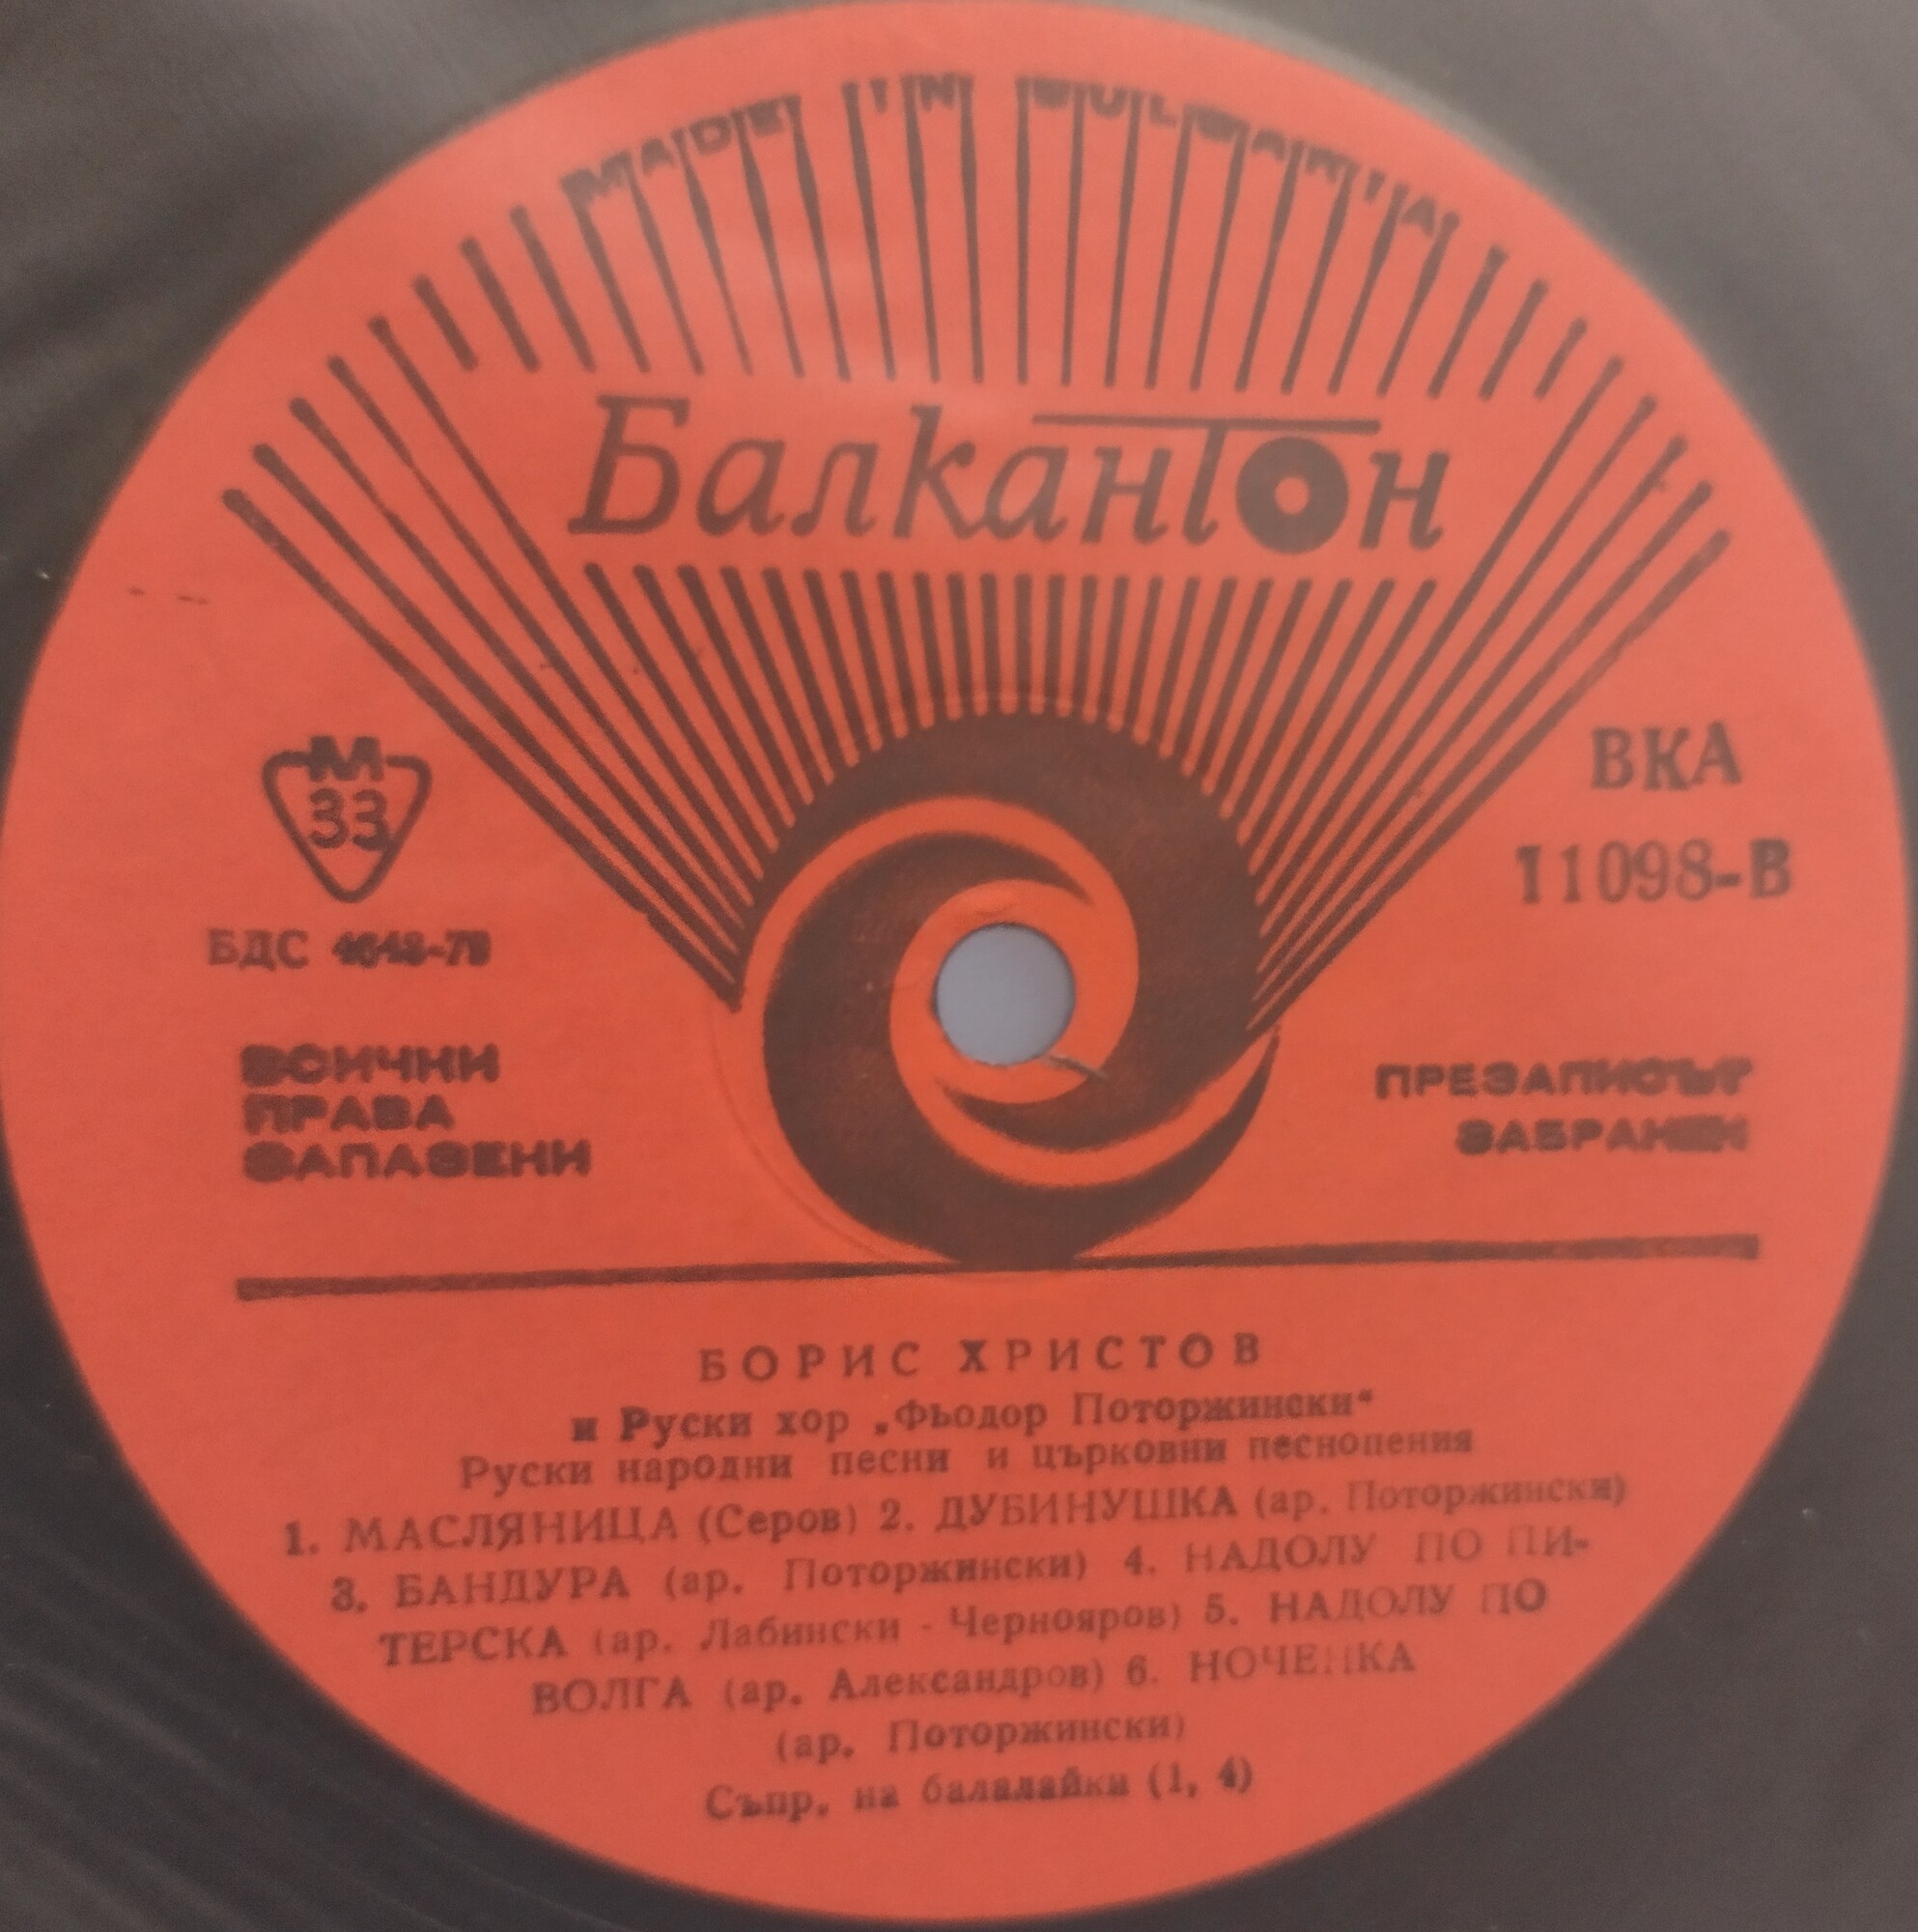 MADE IN BULGARIA
Балкантон
М
33
БДС 4648-78
ВКА
11098-В
ВСИЧКИ
ПРАВА
ЗАПАЗЕНИ
ПРЕЗАПИСЪТ
ЗАБРАНЕН
БОРИС ХРИСТОВ
и Руски хор „Фьодор Поторжински“
Руски народни песни и църковни песнопения
1. МАСЛЯНИЦА (Серов) 2. ДУБИНУШКА (ар. Поторжински)
3. БАНДУРА (ар. Поторжински) 4. НАДОЛУ ПО ПИ-
ТЕРСКА (ар. Лабински - Чернояров) 5. НАДОЛУ ПО
ВОЛГА (ар. Александров) 6. НОЧЕНКА
(ар. Поторжински)
Съпр. на балалайки (1, 4)